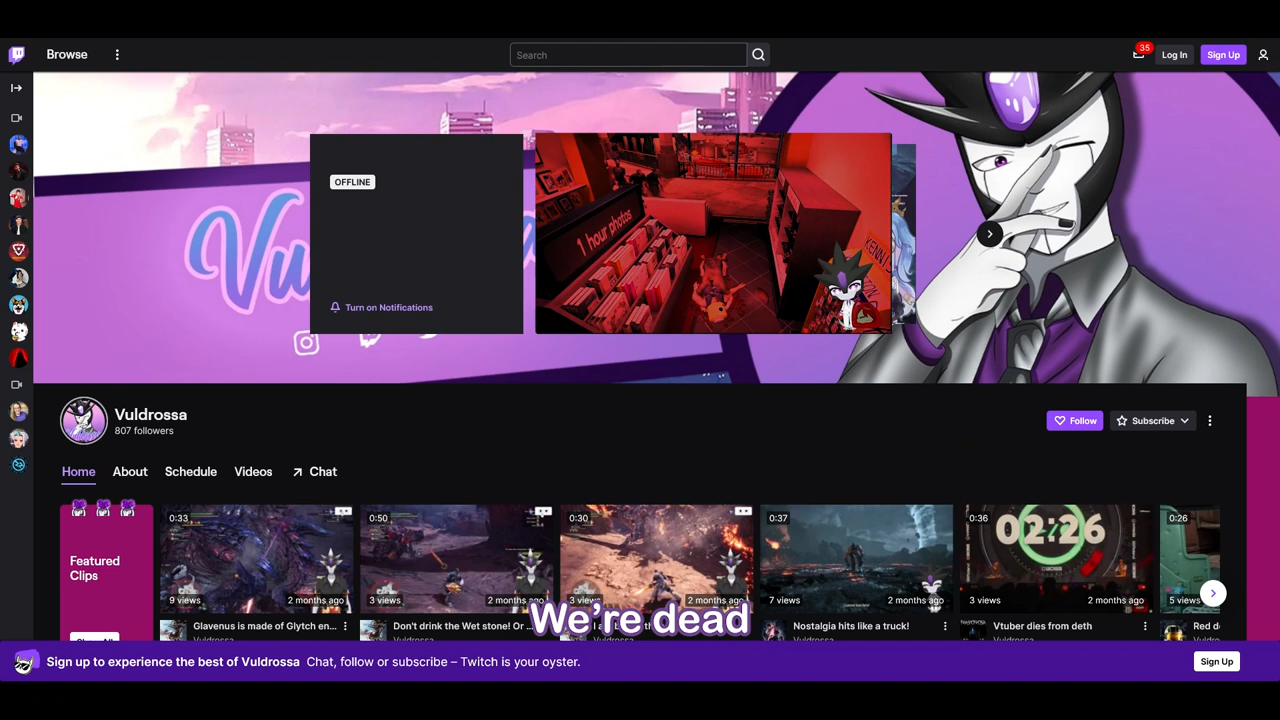 Browse
Search
35
Log In
Sign Up
Vu
OFFLINE
Turn on Notifications
1 hour photos
KENNI
Vuldrossa
807 followers
Follow
Subscribe
Home
About
Schedule
Videos
Chat
Featured
Clips
0:33
9 views
2 months ago
Glavenus is made of Glytch en...
0:50
3 views
2 months ago
Don't drink the Wet stone! Or ...
0:30
3 views
2 months ago
0:37
7 views
2 months ago
Nostalgia hits like a truck!
0:36
02:26
3 views
2 months ago
Vtuber dies from deth
0:26
5 views
Red d
We're dead
Sign up to experience the best of Vuldrossa
Chat, follow or subscribe – Twitch is your oyster.
Sign Up